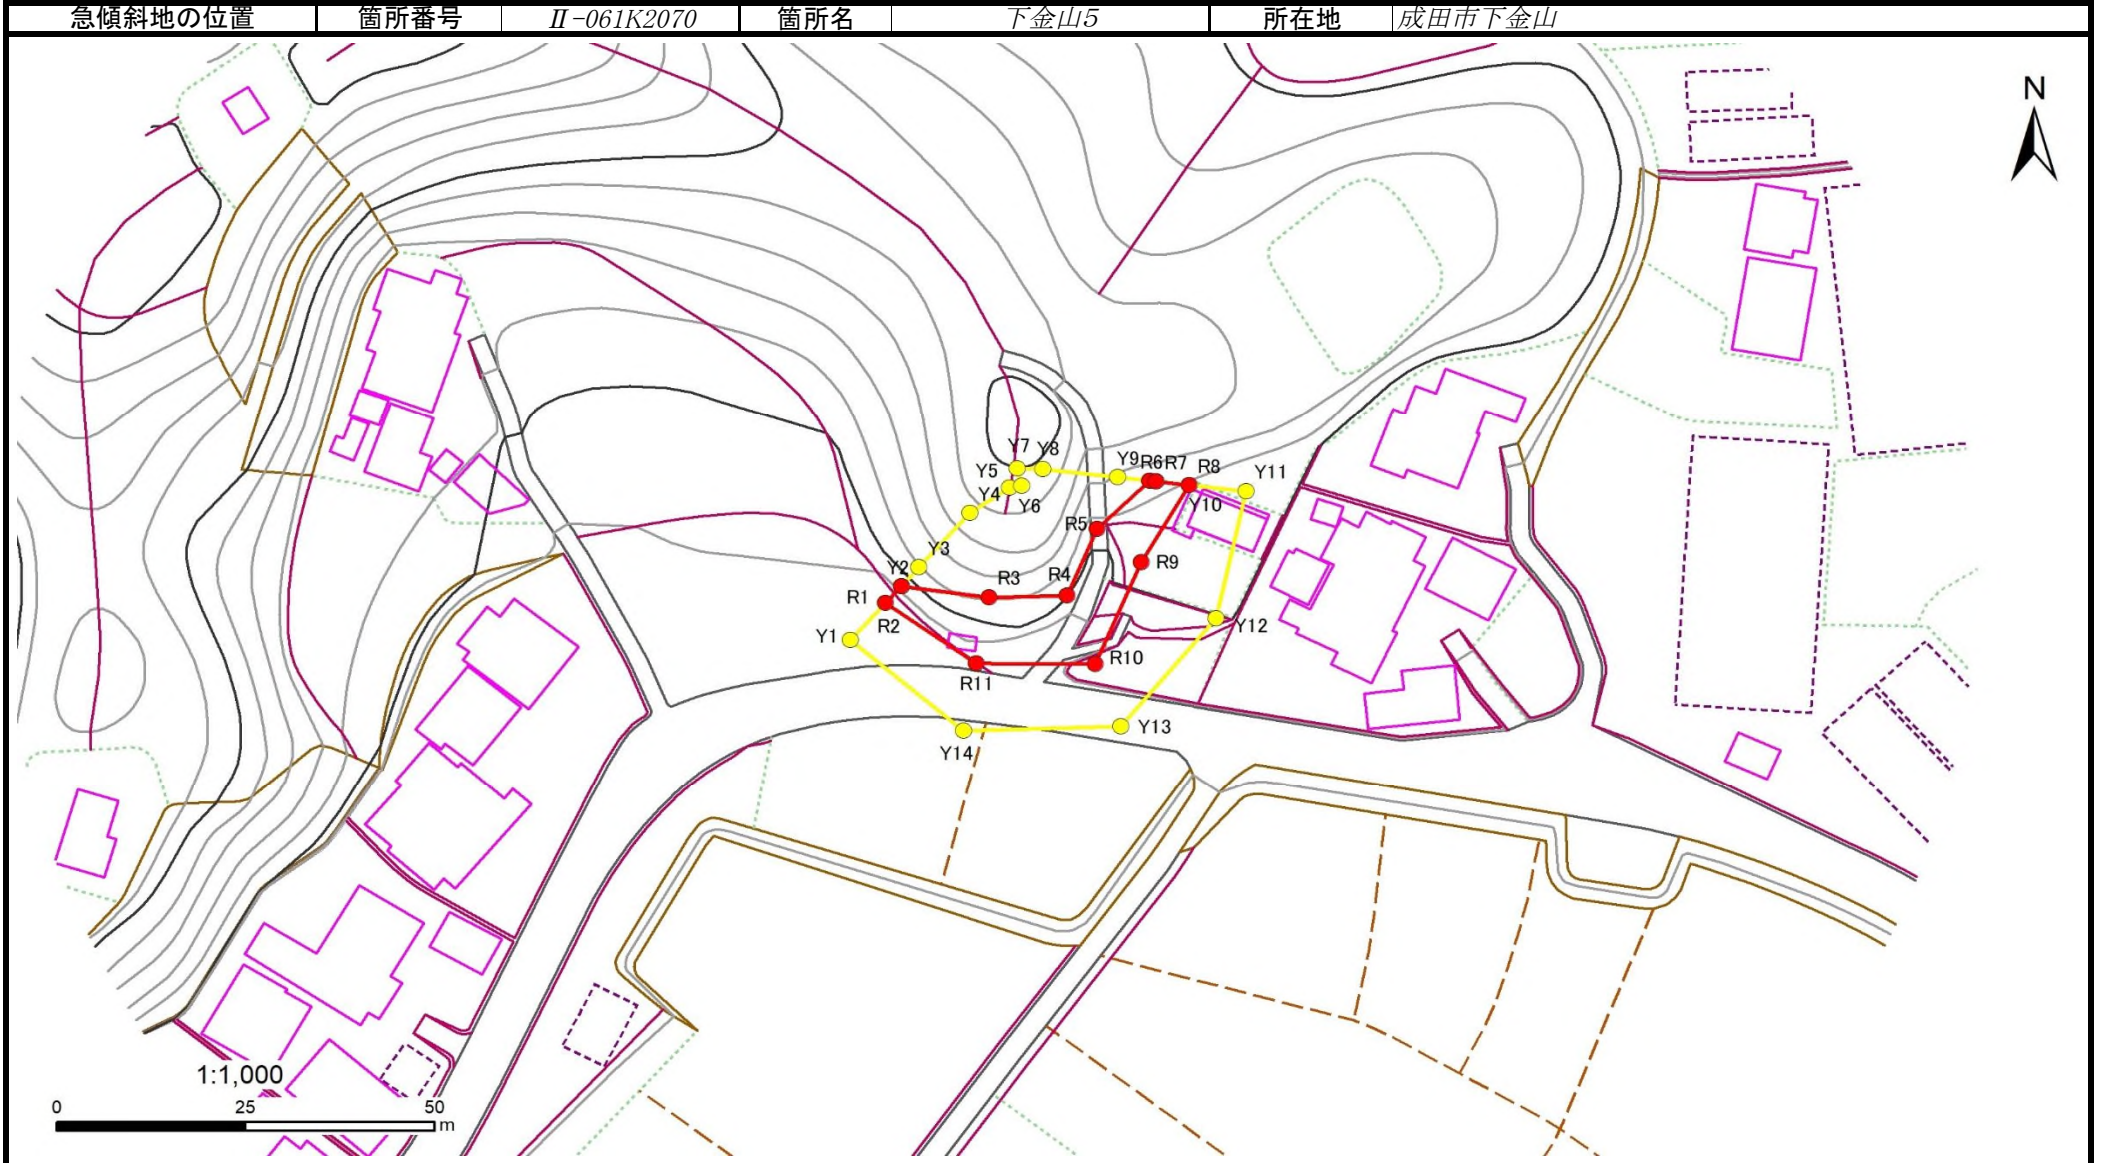 急傾斜地の位置 箇所番号 Ⅱ-061K2070 箇所名 下金山5 所在地 成田市下金山
N
Y7 Y8
Y5 Y9 R6 R7 R8 Y11
Y4 Y6 Y10
R5
Y3 R9
Y2 R3 R4
R1
R2 Y12
Y1
R10
R11
Y13
Y14
1:1,000
0 25 50
m